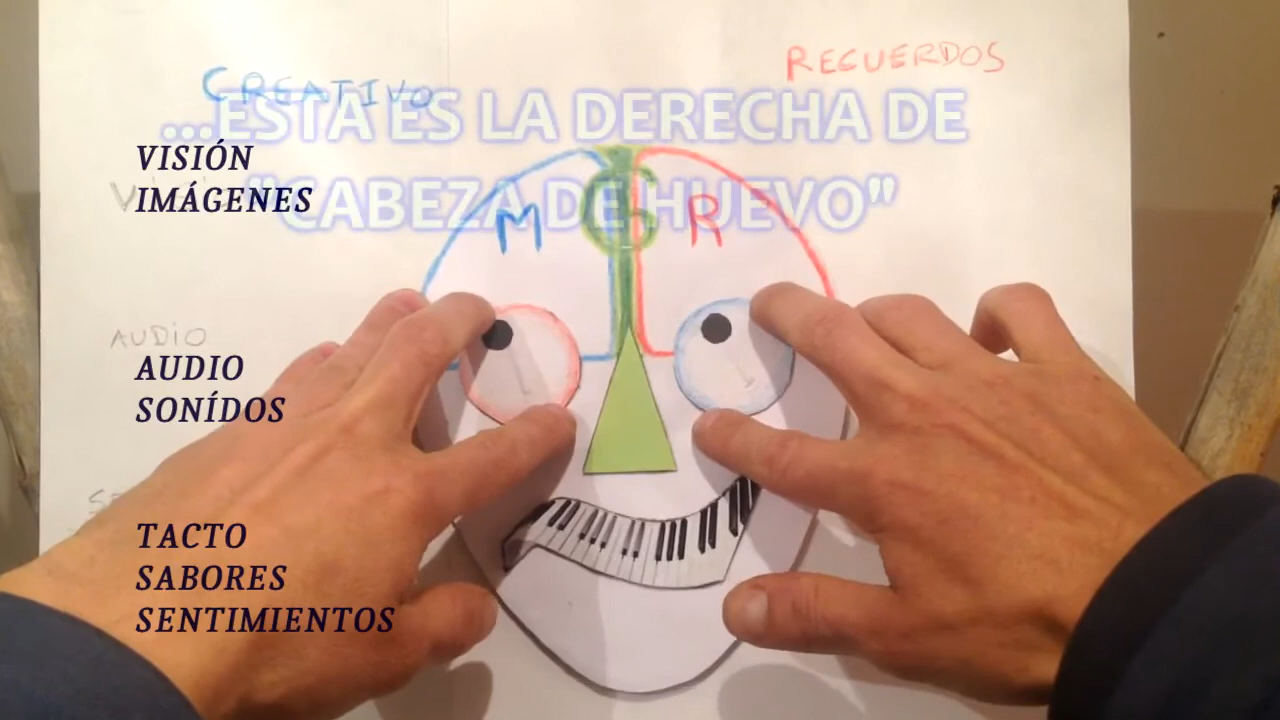 RECUERDOS
CREATIVO
...ESTA ES LA DERECHA DE
"CABEZA DE HUEVO"
VISIÓN
IMÁGENES
M
R
AUDIO
AUDIO
SONÍDOS
TACTO
SABORES
SENTIMIENTOS